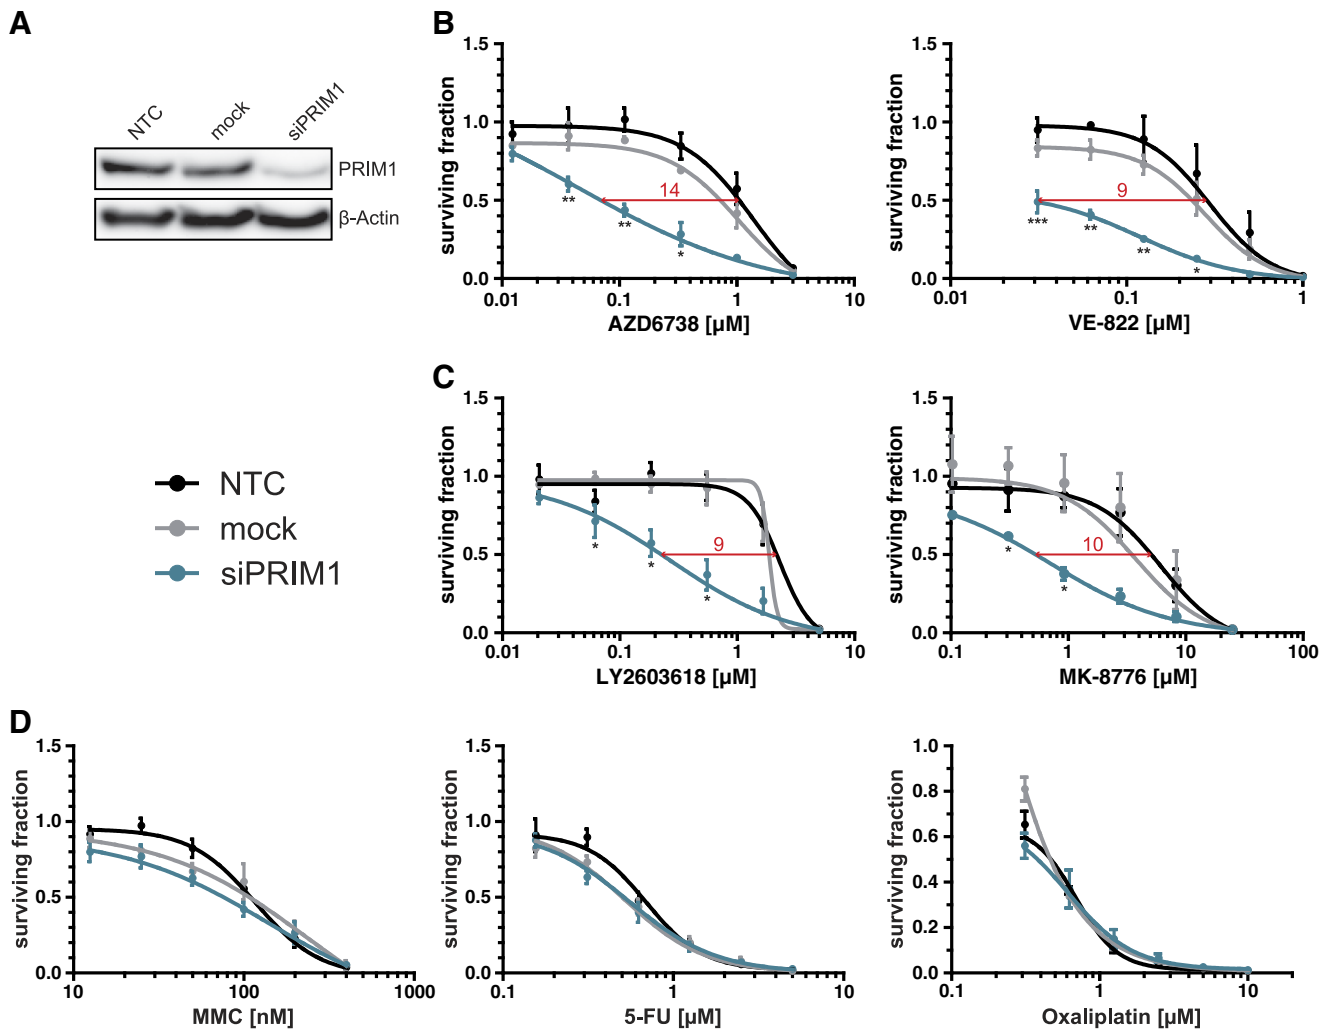 A
NTC
mock
siPRIM1
PRIM1
β-Actin
B
surviving fraction
1.5
1.0
0.5
0.0
14
**
**
*
0.01
0.1
1
10
AZD6738 [µM]
surviving fraction
1.5
1.0
0.5
0.0
9
***
**
**
*
0.01
0.1
1
VE-822 [µM]
NTC
mock
siPRIM1
C
surviving fraction
1.5
1.0
0.5
0.0
9
*
*
*
0.01
0.1
1
10
LY2603618 [µM]
surviving fraction
1.5
1.0
0.5
0.0
10
*
*
0.1
1
10
100
MK-8776 [µM]
D
surviving fraction
1.5
1.0
0.5
0.0
10
100
1000
MMC [nM]
surviving fraction
1.5
1.0
0.5
0.0
0.1
1
10
5-FU [µM]
surviving fraction
1.0
0.8
0.6
0.4
0.2
0.0
0.1
1
10
Oxaliplatin [µM]